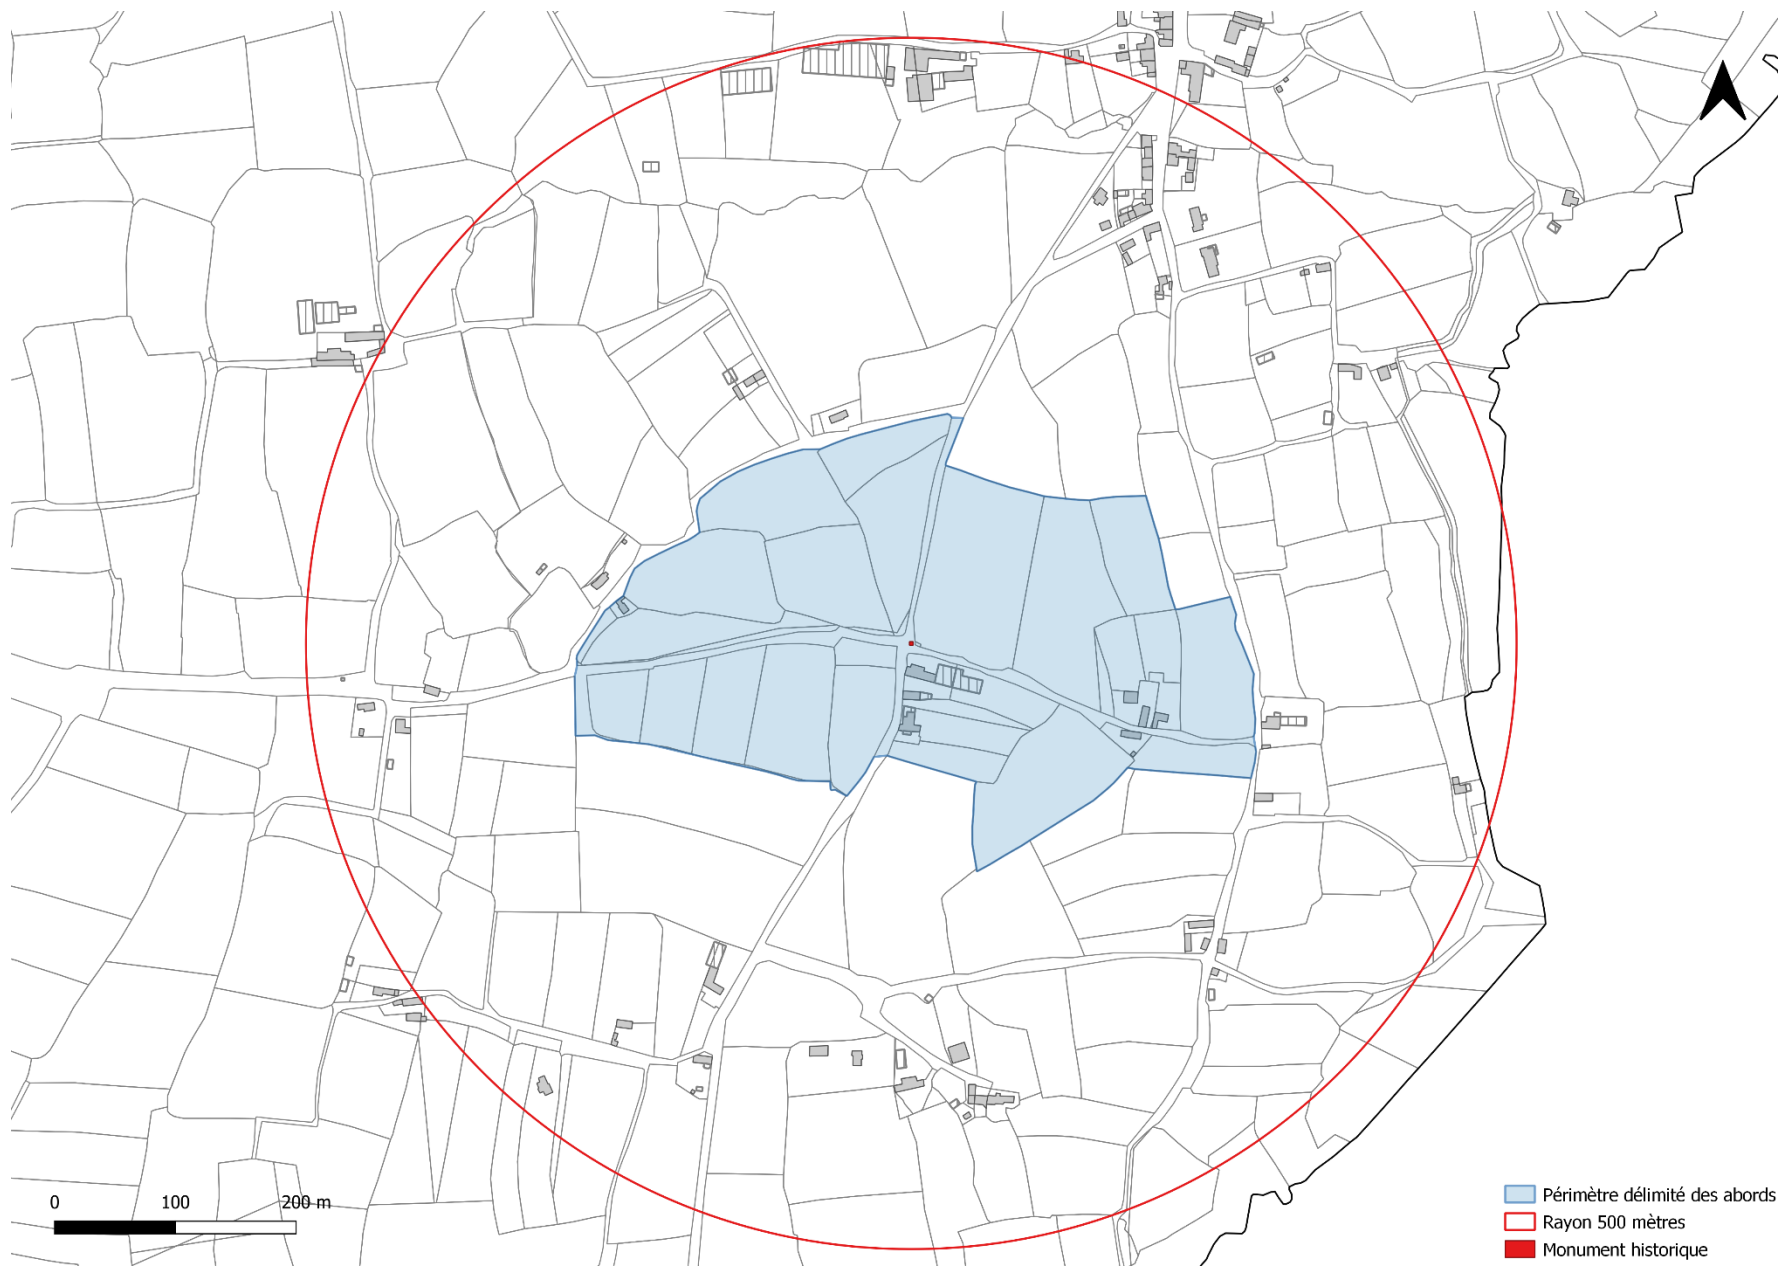 0 100 200 m
Périmètre délimité des abords
Rayon 500 mètres
Monument historique